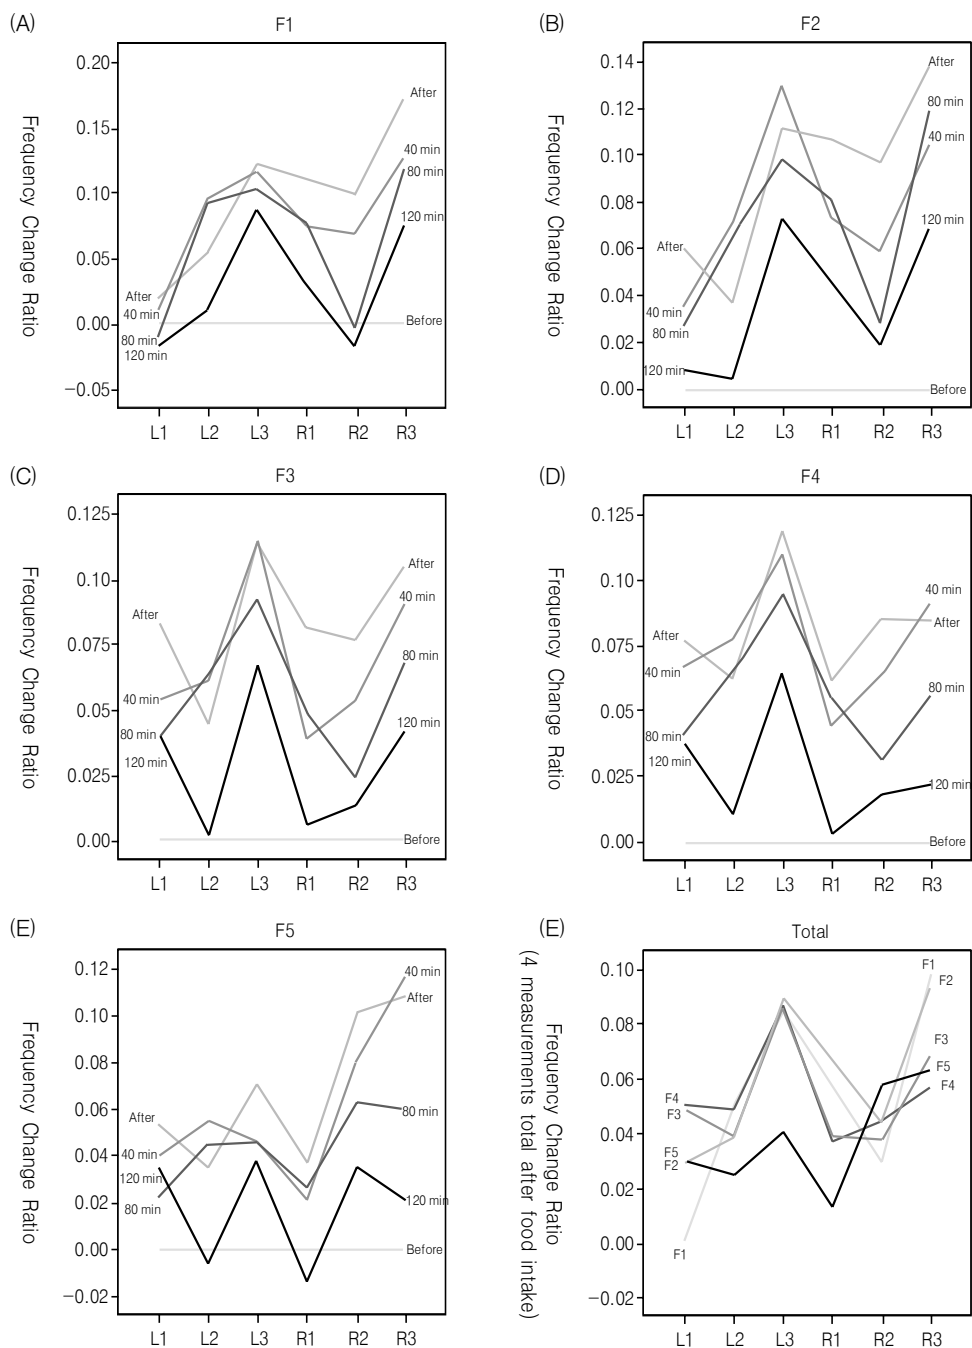 (A)
F1
Frequency Change Ratio
0.20
0.15
0.10
0.05
0.00
−0.05
After
40 min
80 min
120 min
After
40 min
80 min
120 min
Before
L1 L2 L3 R1 R2 R3
(B)
F2
Frequency Change Ratio
0.14
0.12
0.10
0.08
0.06
0.04
0.02
0.00
After
80 min
40 min
120 min
After
40 min
80 min
120 min
Before
L1 L2 L3 R1 R2 R3
(C)
F3
Frequency Change Ratio
0.125
0.10
0.075
0.05
0.025
0.00
After
40 min
80 min
120 min
After
40 min
80 min
120 min
Before
L1 L2 L3 R1 R2 R3
(D)
F4
Frequency Change Ratio
0.125
0.10
0.075
0.05
0.025
0.00
After
40 min
80 min
120 min
40 min
After
80 min
120 min
Before
L1 L2 L3 R1 R2 R3
(E)
F5
Frequency Change Ratio
0.12
0.10
0.08
0.06
0.04
0.02
0.00
−0.02
After
40 min
120 min
80 min
40 min
After
80 min
120 min
Before
L1 L2 L3 R1 R2 R3
(E)
Total
Frequency Change Ratio
(4 measurements total after food intake)
0.10
0.08
0.06
0.04
0.02
0.00
−0.02
F4
F3
F5
F2
F1
F1
F2
F3
F5
F4
L1 L2 L3 R1 R2 R3